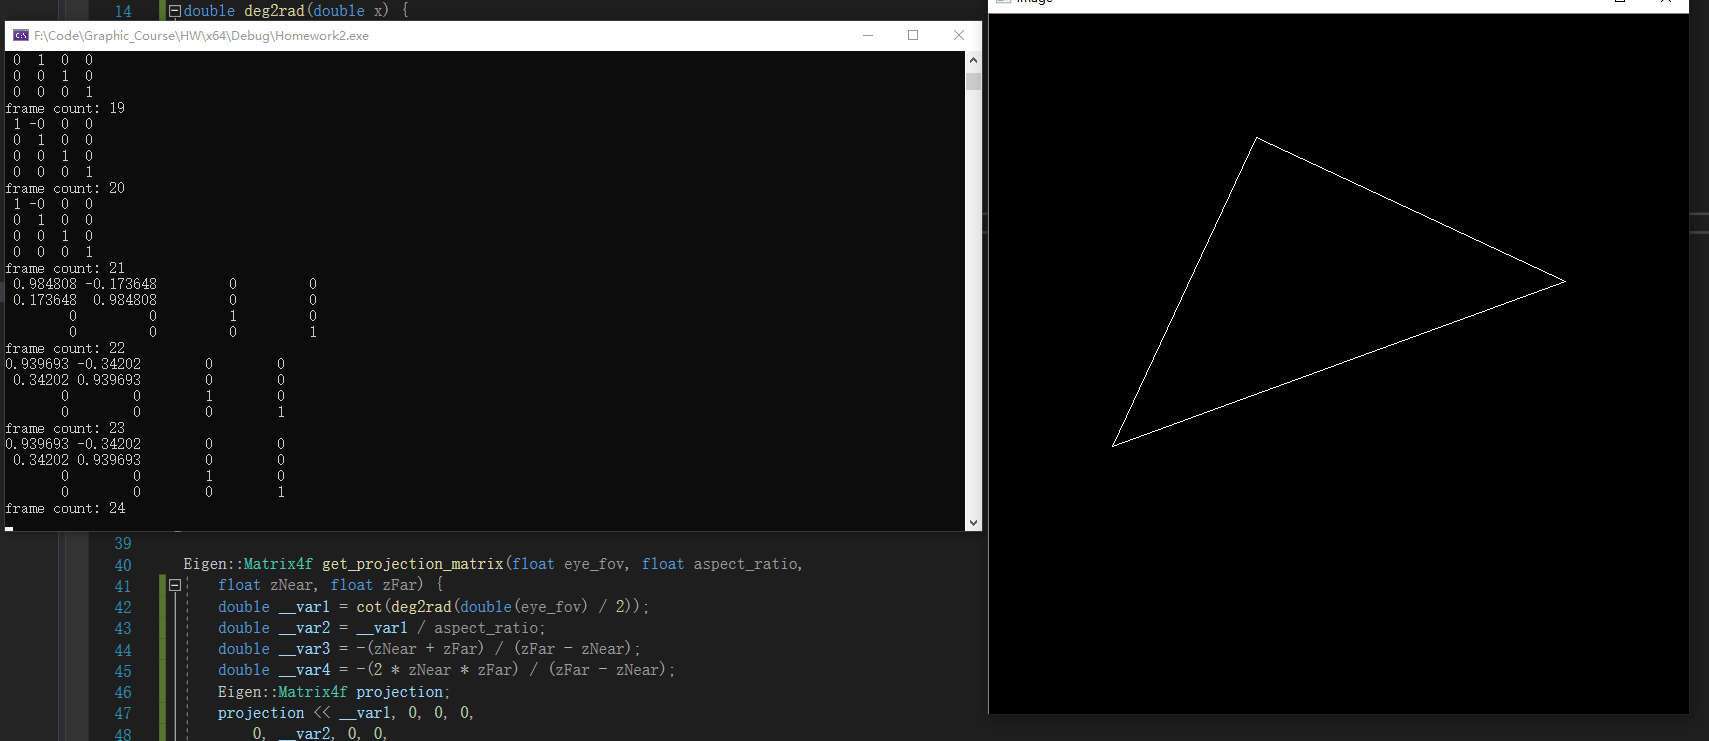 14 double deg2rad(double x) {
F:\Code\Graphic_Course\HW\x64\Debug\Homework2.exe
0 1 0 0
0 0 1 0
0 0 0 1
frame count: 19
1 -0 0 0
0 1 0 0
0 0 1 0
0 0 0 1
frame count: 20
1 -0 0 0
0 1 0 0
0 0 1 0
0 0 0 1
frame count: 21
0.984808 -0.173648 0 0
0.173648 0.984808 0 0
0 0 1 0
0 0 0 1
frame count: 22
0.939693 -0.34202 0 0
0.34202 0.939693 0 0
0 0 1 0
0 0 0 1
frame count: 23
0.939693 -0.34202 0 0
0.34202 0.939693 0 0
0 0 1 0
0 0 0 1
frame count: 24
39
40 Eigen::Matrix4f get_projection_matrix(float eye_fov, float aspect_ratio,
41 float zNear, float zFar) {
42 double __var1 = cot(deg2rad(double(eye_fov) / 2));
43 double __var2 = __var1 / aspect_ratio;
44 double __var3 = -(zNear + zFar) / (zFar - zNear);
45 double __var4 = -(2 * zNear * zFar) / (zFar - zNear);
46 Eigen::Matrix4f projection;
47 projection << __var1, 0, 0, 0,
48 0, __var2, 0, 0,
image